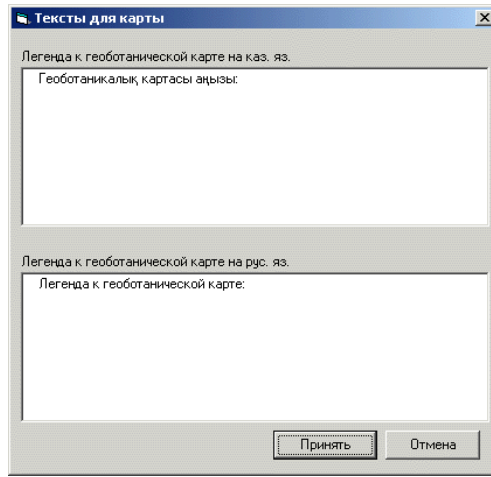 Тексты для карты
Легенда к геоботанической карте на каз. яз.
Геоботаникалық картасы аңызы:
Легенда к геоботанической карте на рус. яз.
Легенда к геоботанической карте:
Принять Отмена